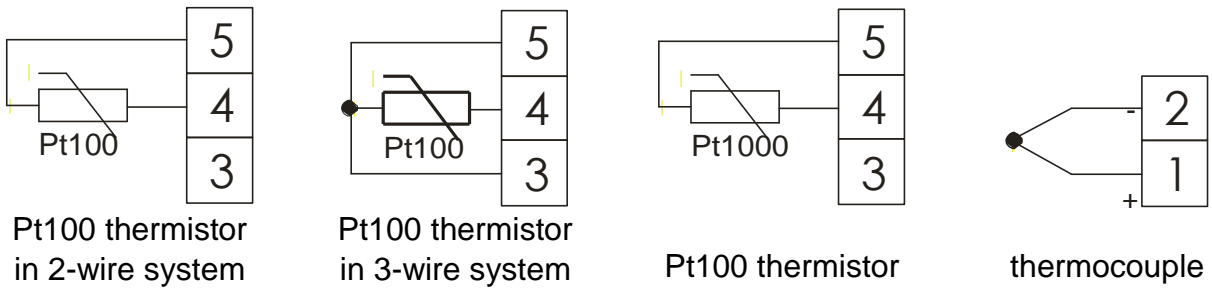 5
4
3
Pt100
Pt100 thermistor
in 2-wire system
5
4
3
Pt100
Pt100 thermistor
in 3-wire system
5
4
3
Pt1000
Pt100 thermistor
-
2
1
+
thermocouple